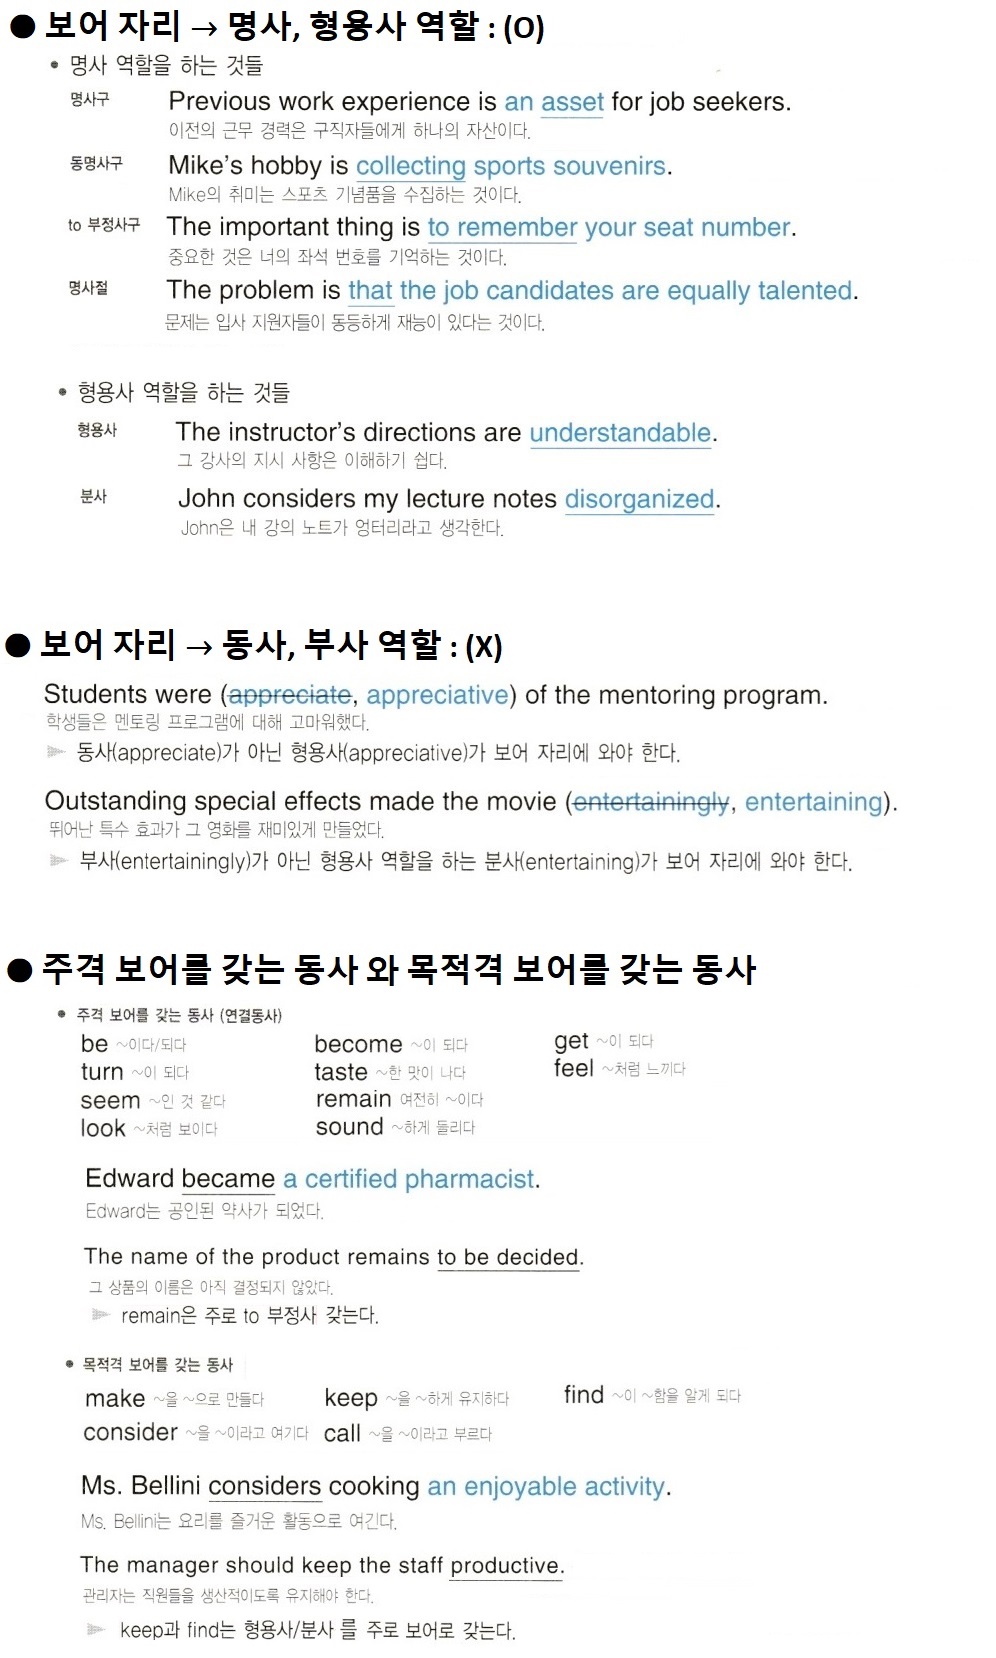 ● 보어 자리 → 명사, 형용사 역할 : (O)
• 명사 역할을 하는 것들
명사구 Previous work experience is an asset for job seekers.
이전의 근무 경력은 구직자들에게 하나의 자산이다.
동명사구 Mike's hobby is collecting sports souvenirs.
Mike의 취미는 스포츠 기념품을 수집하는 것이다.
to 부정사구 The important thing is to remember your seat number.
중요한 것은 너의 좌석 번호를 기억하는 것이다.
명사절 The problem is that the job candidates are equally talented.
문제는 입사 지원자들이 동등하게 재능이 있다는 것이다.
• 형용사 역할을 하는 것들
형용사 The instructor's directions are understandable.
그 강사의 지시 사항은 이해하기 쉽다.
분사 John considers my lecture notes disorganized.
John은 내 강의 노트가 엉터리라고 생각한다.
● 보어 자리 → 동사, 부사 역할 : (X)
Students were (appreciate, appreciative) of the mentoring program.
학생들은 멘토링 프로그램에 대해 고마워했다.
▶ 동사(appreciate)가 아닌 형용사(appreciative)가 보어 자리에 와야 한다.
Outstanding special effects made the movie (entertainingly, entertaining).
뛰어난 특수 효과가 그 영화를 재미있게 만들었다.
▶ 부사(entertainingly)가 아닌 형용사 역할을 하는 분사(entertaining)가 보어 자리에 와야 한다.
● 주격 보어를 갖는 동사 와 목적격 보어를 갖는 동사
• 주격 보어를 갖는 동사 (연결동사)
be ~이다/되다 become ~이 되다 get ~이 되다
turn ~이 되다 taste ~한 맛이 나다 feel ~처럼 느끼다
seem ~인 것 같다 remain 여전히 ~이다
look ~처럼 보이다 sound ~하게 들리다
Edward became a certified pharmacist.
Edward는 공인된 약사가 되었다.
The name of the product remains to be decided.
그 상품의 이름은 아직 결정되지 않았다.
▶ remain은 주로 to 부정사 갖는다.
• 목적격 보어를 갖는 동사
make ~을 ~으로 만들다 keep ~을 ~하게 유지하다 find ~이 ~함을 알게 되다
consider ~을 ~이라고 여기다 call ~을 ~이라고 부르다
Ms. Bellini considers cooking an enjoyable activity.
Ms. Bellini는 요리를 즐거운 활동으로 여긴다.
The manager should keep the staff productive.
관리자는 직원들을 생산적이도록 유지해야 한다.
▶ keep과 find는 형용사/분사 를 주로 보어로 갖는다.